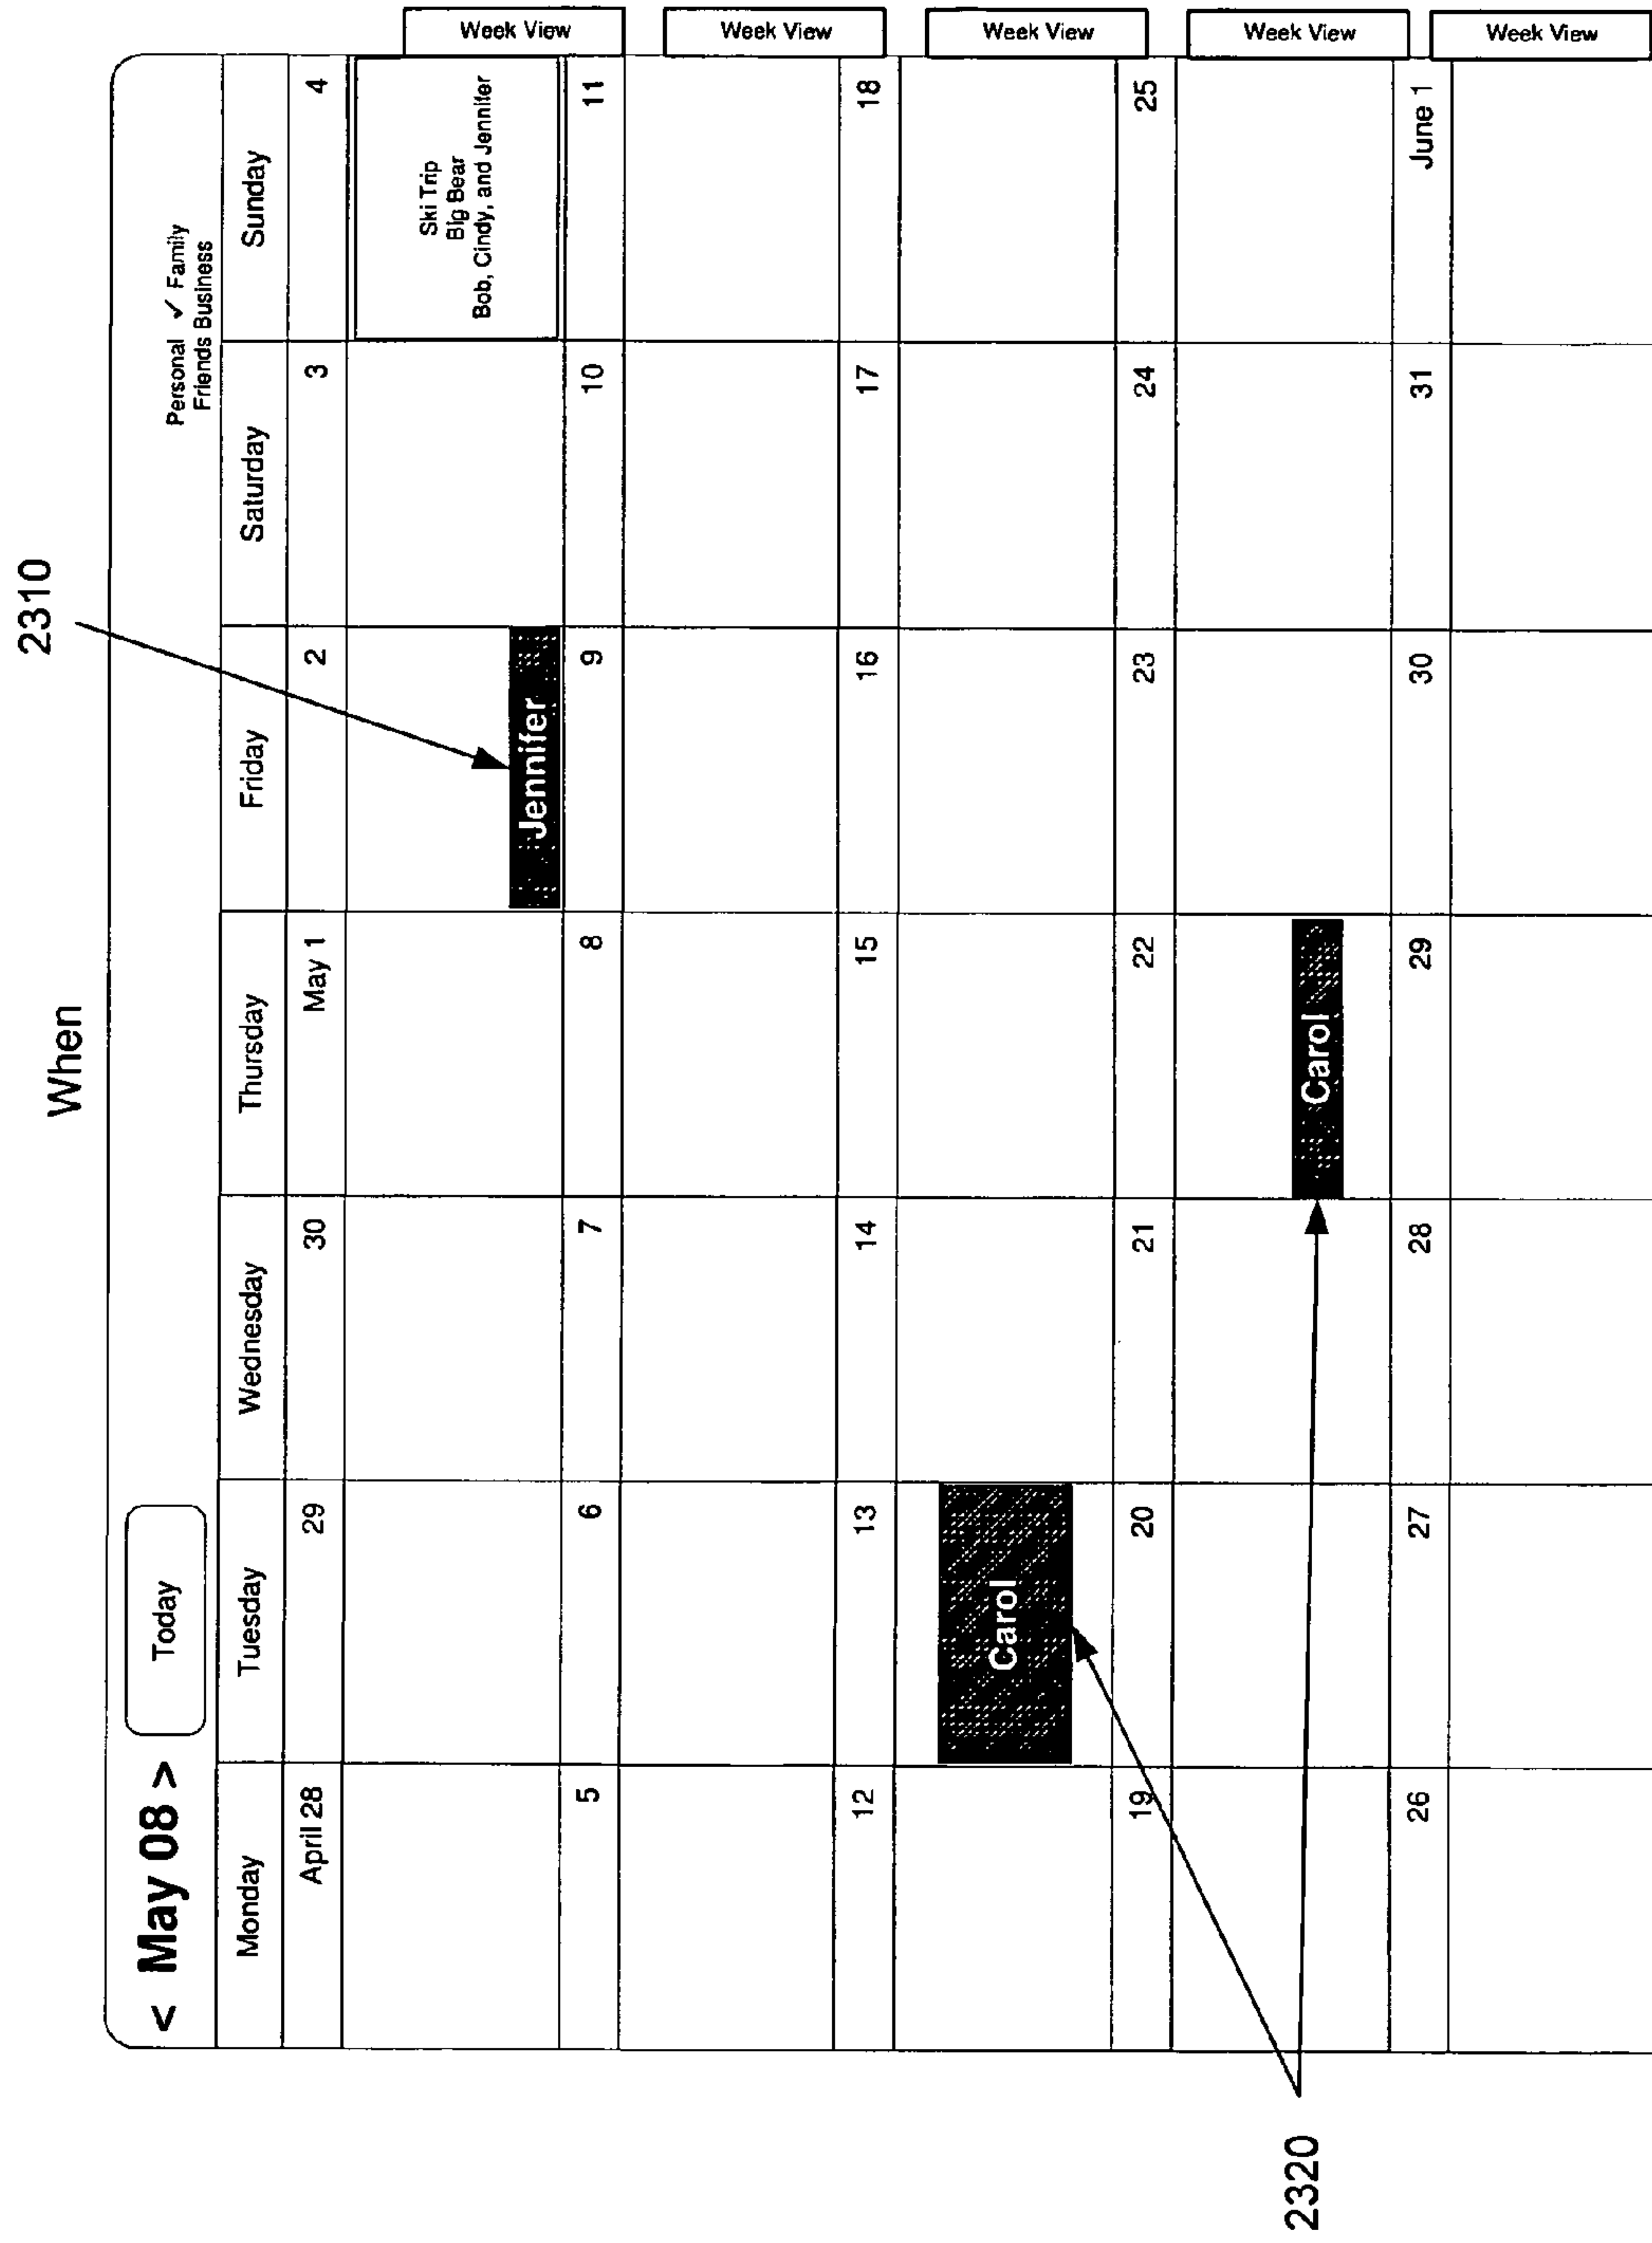 When
2310
< May 08 >
Today
Personal ✓ Family
Friends Business
Monday Tuesday Wednesday Thursday Friday Saturday Sunday
April 28 29 30 May 1 2 3 4
Ski Trip
Big Bear
Bob, Cindy, and Jennifer
Week View
Jennifer
5 6 7 8 9 10 11
Week View
12 13 14 15 16 17 18
Carol
Week View
19 20 21 22 23 24 25
Carol
Week View
26 27 28 29 30 31 June 1
Week View
2320